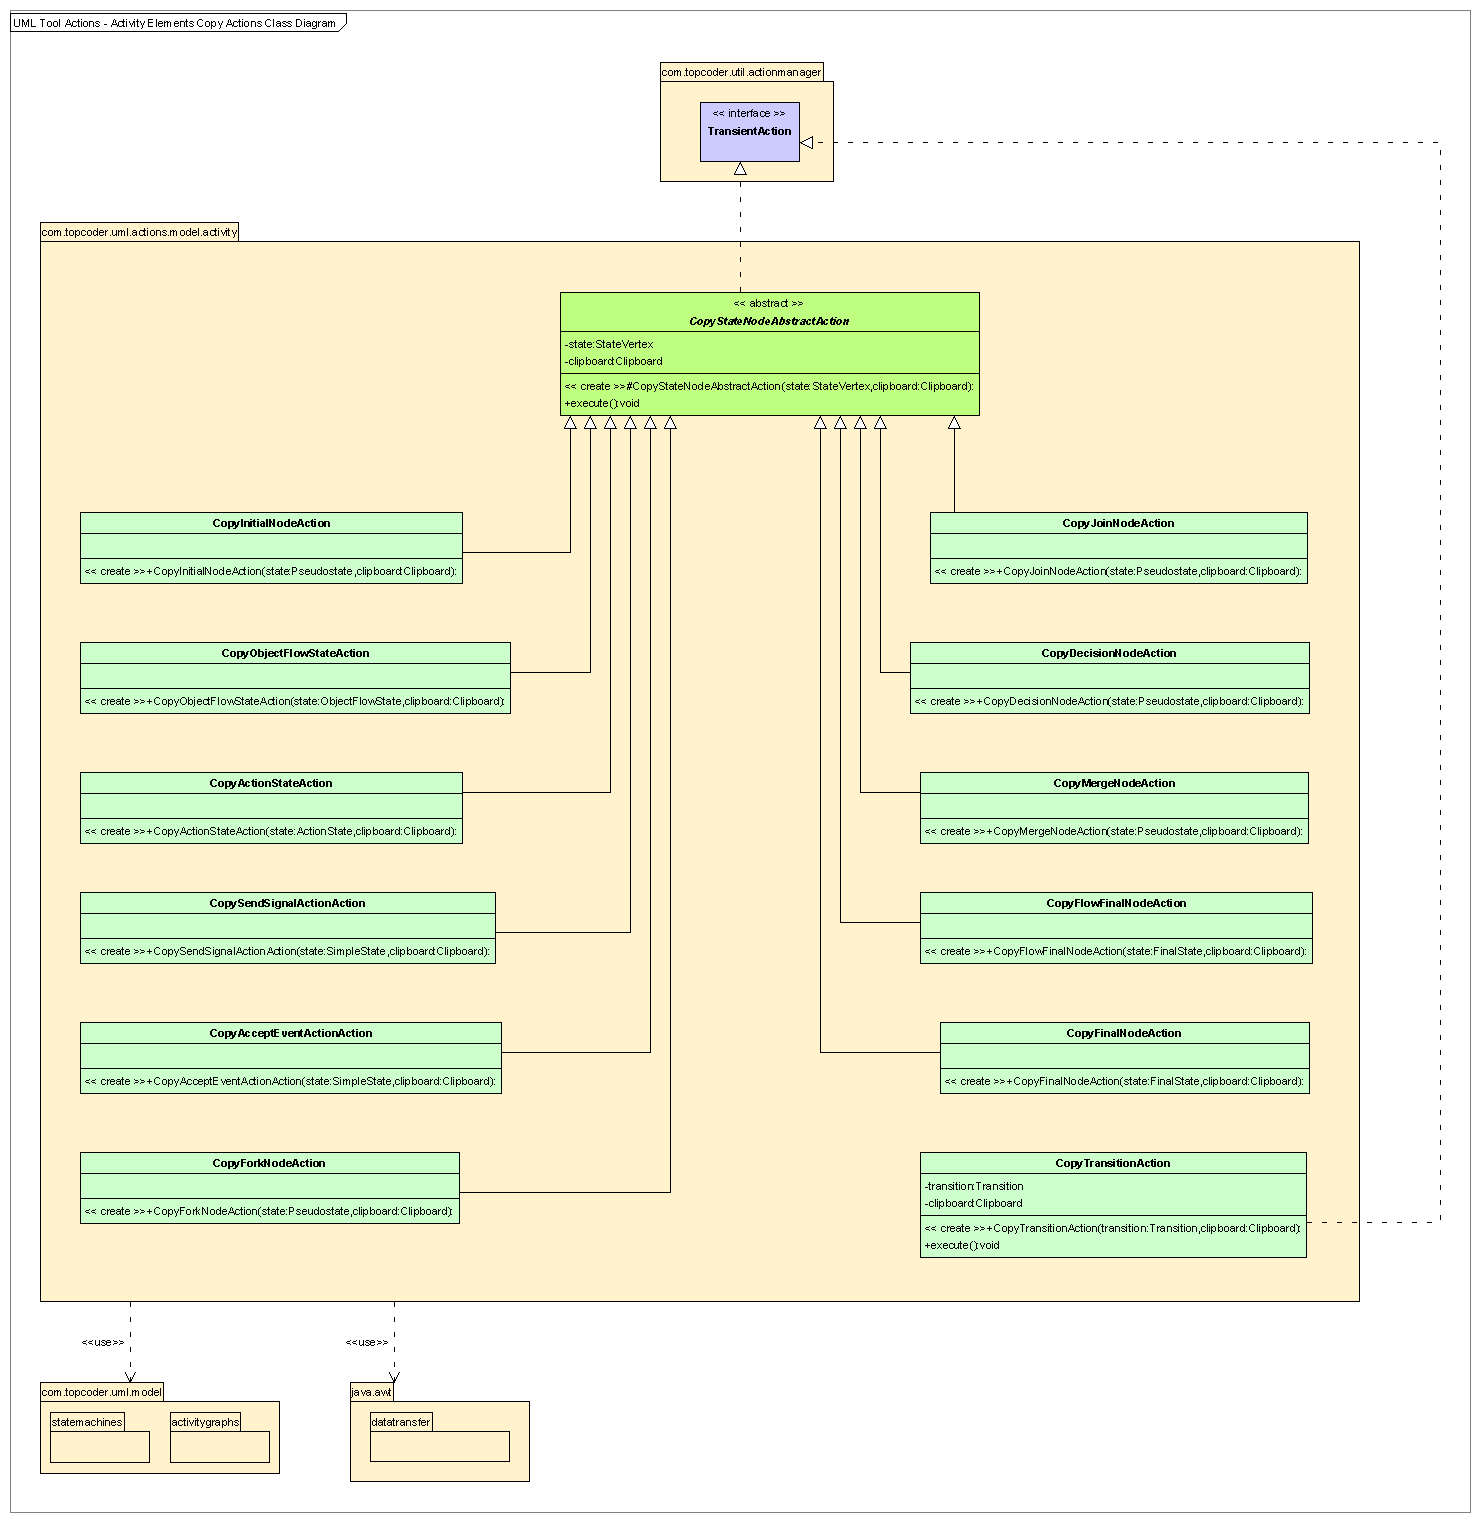 UML Tool Actions - Activity Elements Copy Actions Class Diagram
com.topcoder.util.actionmanager
<< interface >>
TransientAction
com.topcoder.uml.actions.model.activity
<< abstract >>
CopyStateNodeAbstractAction
-state:StateVertex
-clipboard:Clipboard
<< create >>#CopyStateNodeAbstractAction(state:StateVertex,clipboard:Clipboard):
+execute():void
CopyInitialNodeAction
<< create >>+CopyInitialNodeAction(state:Pseudostate,clipboard:Clipboard):
CopyJoinNodeAction
<< create >>+CopyJoinNodeAction(state:Pseudostate,clipboard:Clipboard):
CopyObjectFlowStateAction
<< create >>+CopyObjectFlowStateAction(state:ObjectFlowState,clipboard:Clipboard):
CopyDecisionNodeAction
<< create >>+CopyDecisionNodeAction(state:Pseudostate,clipboard:Clipboard):
CopyActionStateAction
<< create >>+CopyActionStateAction(state:ActionState,clipboard:Clipboard):
CopyMergeNodeAction
<< create >>+CopyMergeNodeAction(state:Pseudostate,clipboard:Clipboard):
CopySendSignalActionAction
<< create >>+CopySendSignalActionAction(state:SimpleState,clipboard:Clipboard):
CopyFlowFinalNodeAction
<< create >>+CopyFlowFinalNodeAction(state:FinalState,clipboard:Clipboard):
CopyAcceptEventActionAction
<< create >>+CopyAcceptEventActionAction(state:SimpleState,clipboard:Clipboard):
CopyFinalNodeAction
<< create >>+CopyFinalNodeAction(state:FinalState,clipboard:Clipboard):
CopyForkNodeAction
<< create >>+CopyForkNodeAction(state:Pseudostate,clipboard:Clipboard):
CopyTransitionAction
-transition:Transition
-clipboard:Clipboard
<< create >>+CopyTransitionAction(transition:Transition,clipboard:Clipboard):
+execute():void
<<use>>
<<use>>
com.topcoder.uml.model
statemachines
activitygraphs
java.awt
datatransfer